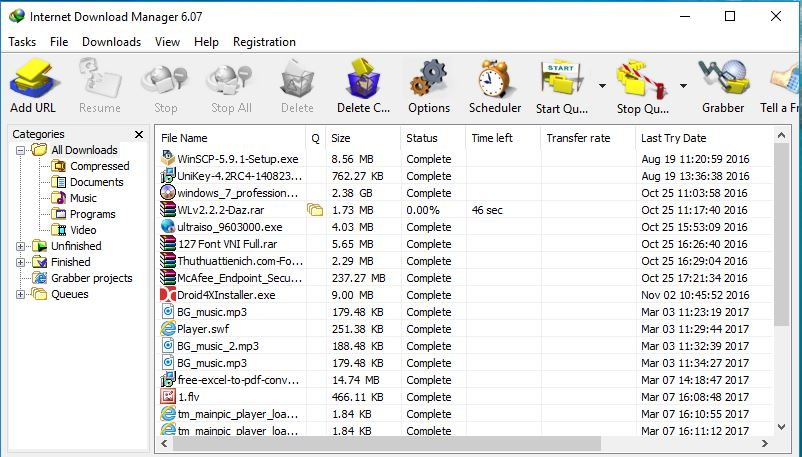 Internet Download Manager 6.07
Tasks File Downloads View Help Registration
Add URL Resume Stop Stop All Delete Delete C... Options Scheduler Start Qu... Stop Qu... Grabber Tell a Fr
START
Categories
All Downloads
Compressed
Documents
Music
Programs
Video
Unfinished
Finished
Grabber projects
Queues
File Name Q Size Status Time left Transfer rate Last Try Date
WinSCP-5.9.1-Setup.exe 8.56 MB Complete Aug 19 11:20:59 2016
UniKey-4.2RC4-140823... 762.27 KB Complete Aug 19 13:36:38 2016
windows_7_profession... 2.38 GB Complete Oct 25 11:03:58 2016
WLv2.2.2-Daz.rar 1.73 MB 0.00% 46 sec Oct 25 11:17:40 2016
ultraiso_9603000.exe 4.03 MB Complete Oct 25 15:53:09 2016
127 Font VNI Full.rar 5.65 MB Complete Oct 25 16:26:40 2016
Thuthuattienich.com-Fo... 2.29 MB Complete Oct 25 16:29:04 2016
McAfee_Endpoint_Secu... 237.27 MB Complete Oct 25 17:21:34 2016
Droid4XInstaller.exe 9.00 MB Complete Nov 02 10:45:52 2016
BG_music.mp3 179.48 KB Complete Mar 03 11:23:19 2017
Player.swf 251.38 KB Complete Mar 03 11:29:44 2017
BG_music_2.mp3 188.48 KB Complete Mar 03 11:32:39 2017
BG_music.mp3 179.48 KB Complete Mar 03 11:34:27 2017
free-excel-to-pdf-conv... 14.74 MB Complete Mar 07 14:18:47 2017
1.flv 466.11 KB Complete Mar 07 16:08:48 2017
tm_mainpic_player_loa... 1.84 KB Complete Mar 07 16:10:55 2017
tm_mainpic_player_loa... 1.84 KB Complete Mar 07 16:11:12 2017